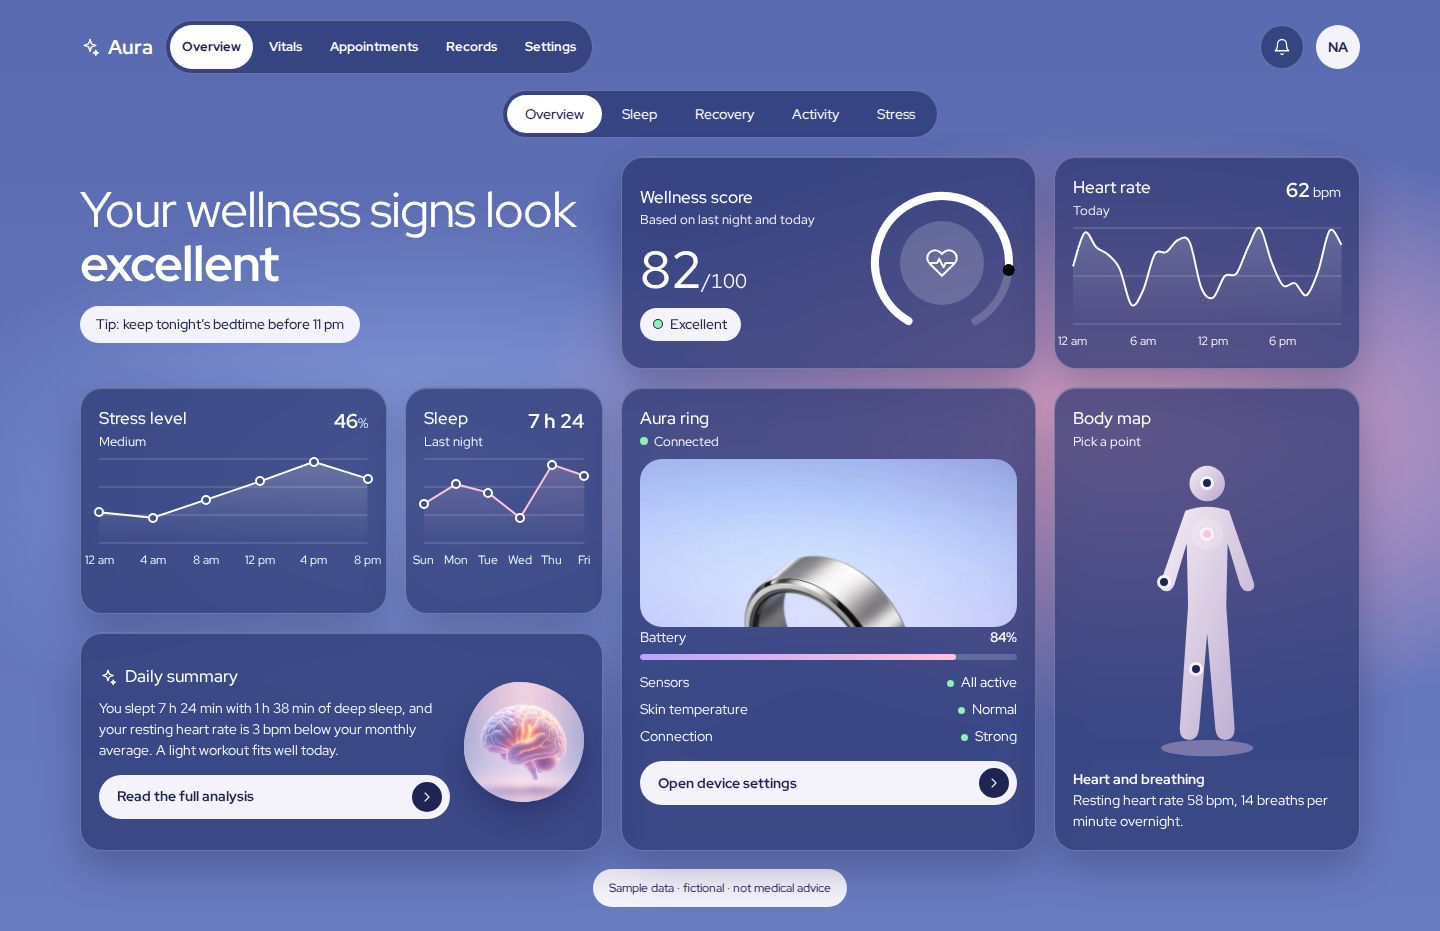 Aura
Overview
Vitals
Appointments
Records
Settings
NA
Overview
Sleep
Recovery
Activity
Stress
Your wellness signs look
excellent
Tip: keep tonight's bedtime before 11 pm
Wellness score
Based on last night and today
82/100
Excellent
Heart rate
62 bpm
Today
12 am
6 am
12 pm
6 pm
Stress level
46%
Medium
12 am
4 am
8 am
12 pm
4 pm
8 pm
Sleep
7 h 24
Last night
Sun
Mon
Tue
Wed
Thu
Fri
Daily summary
You slept 7 h 24 min with 1 h 38 min of deep sleep, and
your resting heart rate is 3 bpm below your monthly
average. A light workout fits well today.
Read the full analysis
Aura ring
Connected
Battery
84%
Sensors
All active
Skin temperature
Normal
Connection
Strong
Open device settings
Body map
Pick a point
Heart and breathing
Resting heart rate 58 bpm, 14 breaths per
minute overnight.
Sample data · fictional · not medical advice